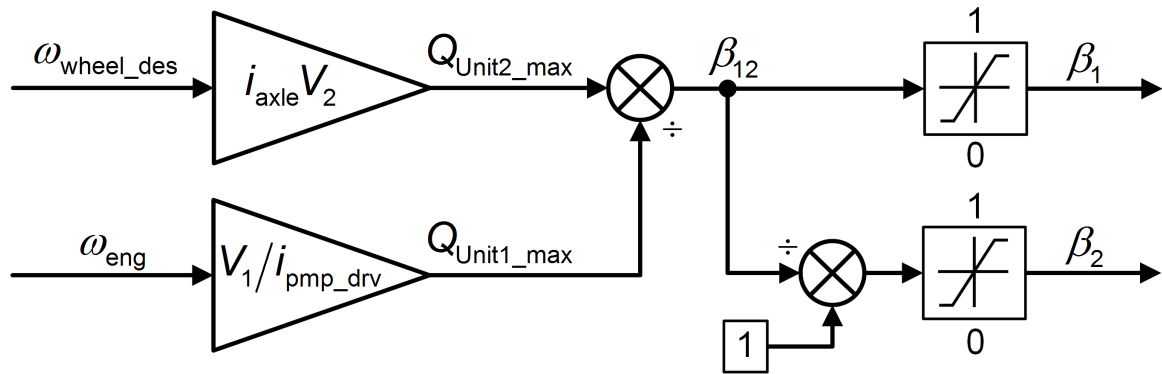 ω_wheel_des
i_axle V_2
Q_Unit2_max
÷
β_12
1
0
β_1
ω_eng
V_1/i_pmp_drv
Q_Unit1_max
÷
1
1
0
β_2